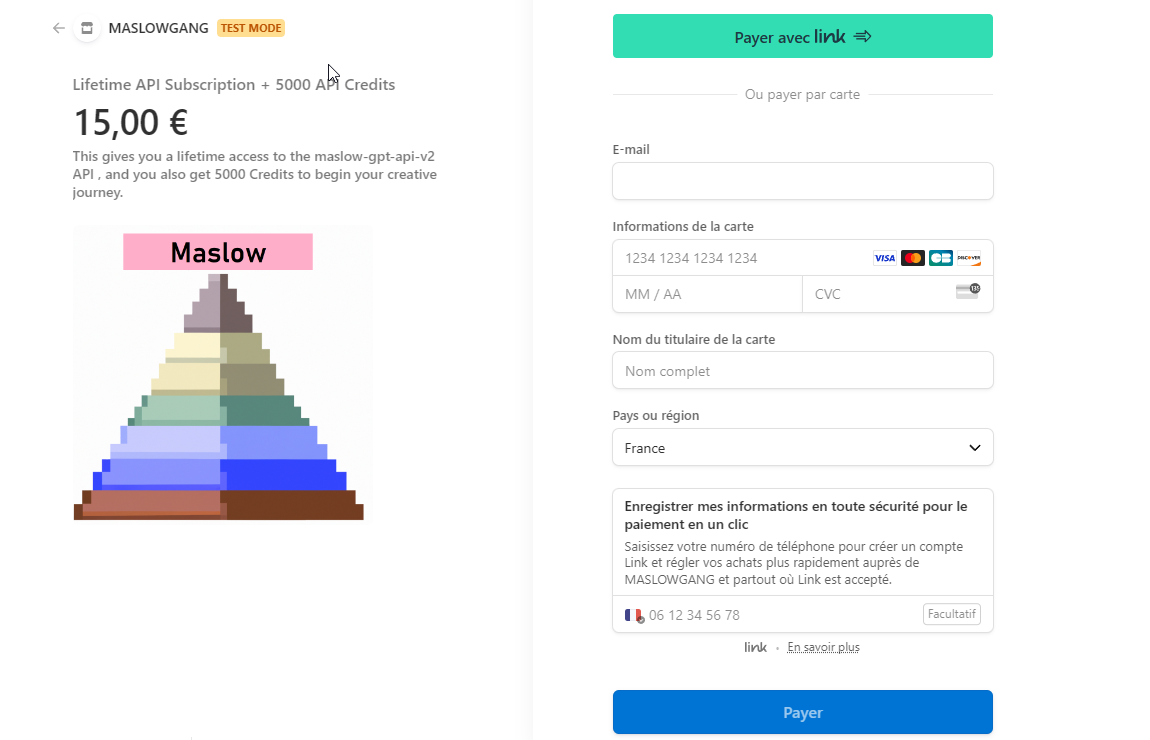 MASLOWGANG TEST MODE
Lifetime API Subscription + 5000 API Credits
15,00 €
This gives you a lifetime access to the maslow-gpt-api-v2
API , and you also get 5000 Credits to begin your creative
journey.
Maslow
Payer avec link
Ou payer par carte
E-mail
Informations de la carte
1234 1234 1234 1234 VISA CB DISCOVER
MM / AA CVC 135
Nom du titulaire de la carte
Nom complet
Pays ou région
France
Enregistrer mes informations en toute sécurité pour le
paiement en un clic
Saisissez votre numéro de téléphone pour créer un compte
Link et régler vos achats plus rapidement auprès de
MASLOWGANG et partout où Link est accepté.
06 12 34 56 78 Facultatif
link • En savoir plus
Payer